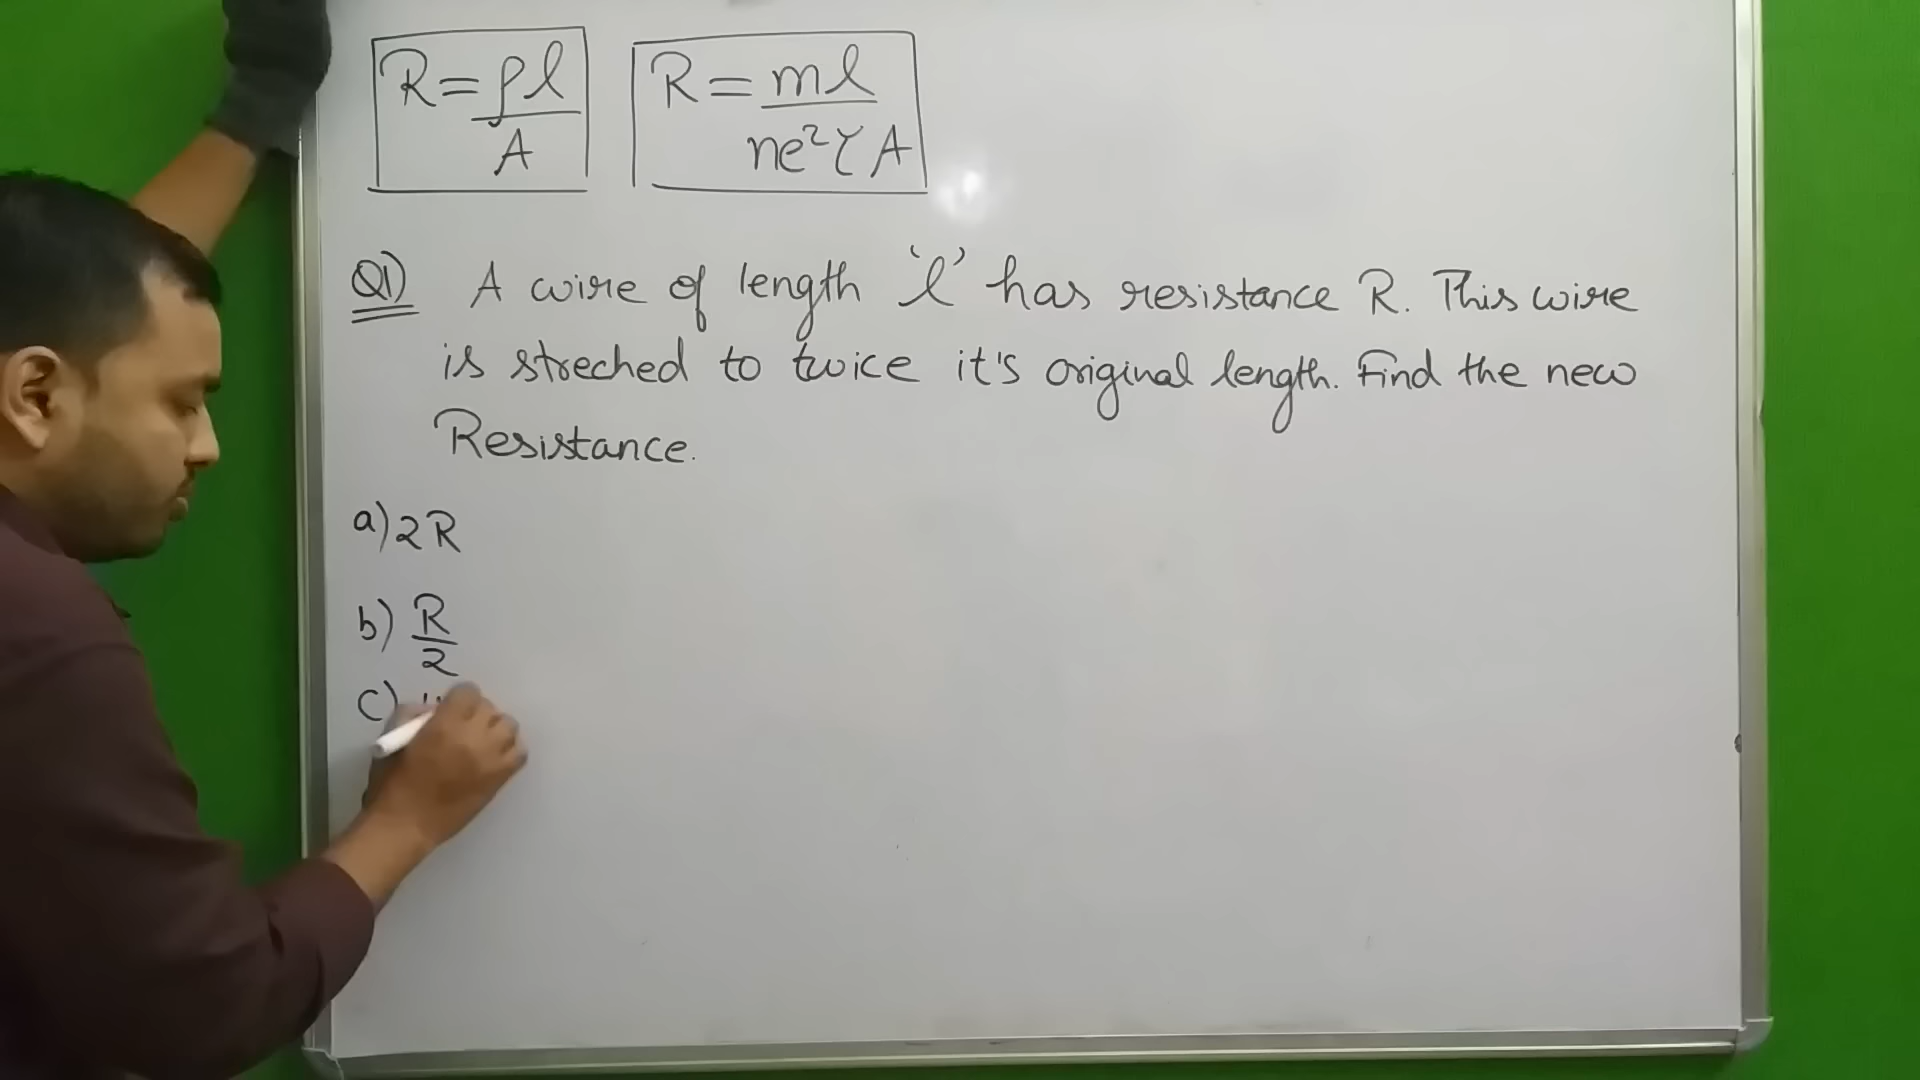 R = ρl/A R = ml/ne²τA
Q1) A wire of length 'l' has resistance R. This wire
is streched to twice it's original length. Find the new
Resistance.
a) 2R
b) R/2
c)